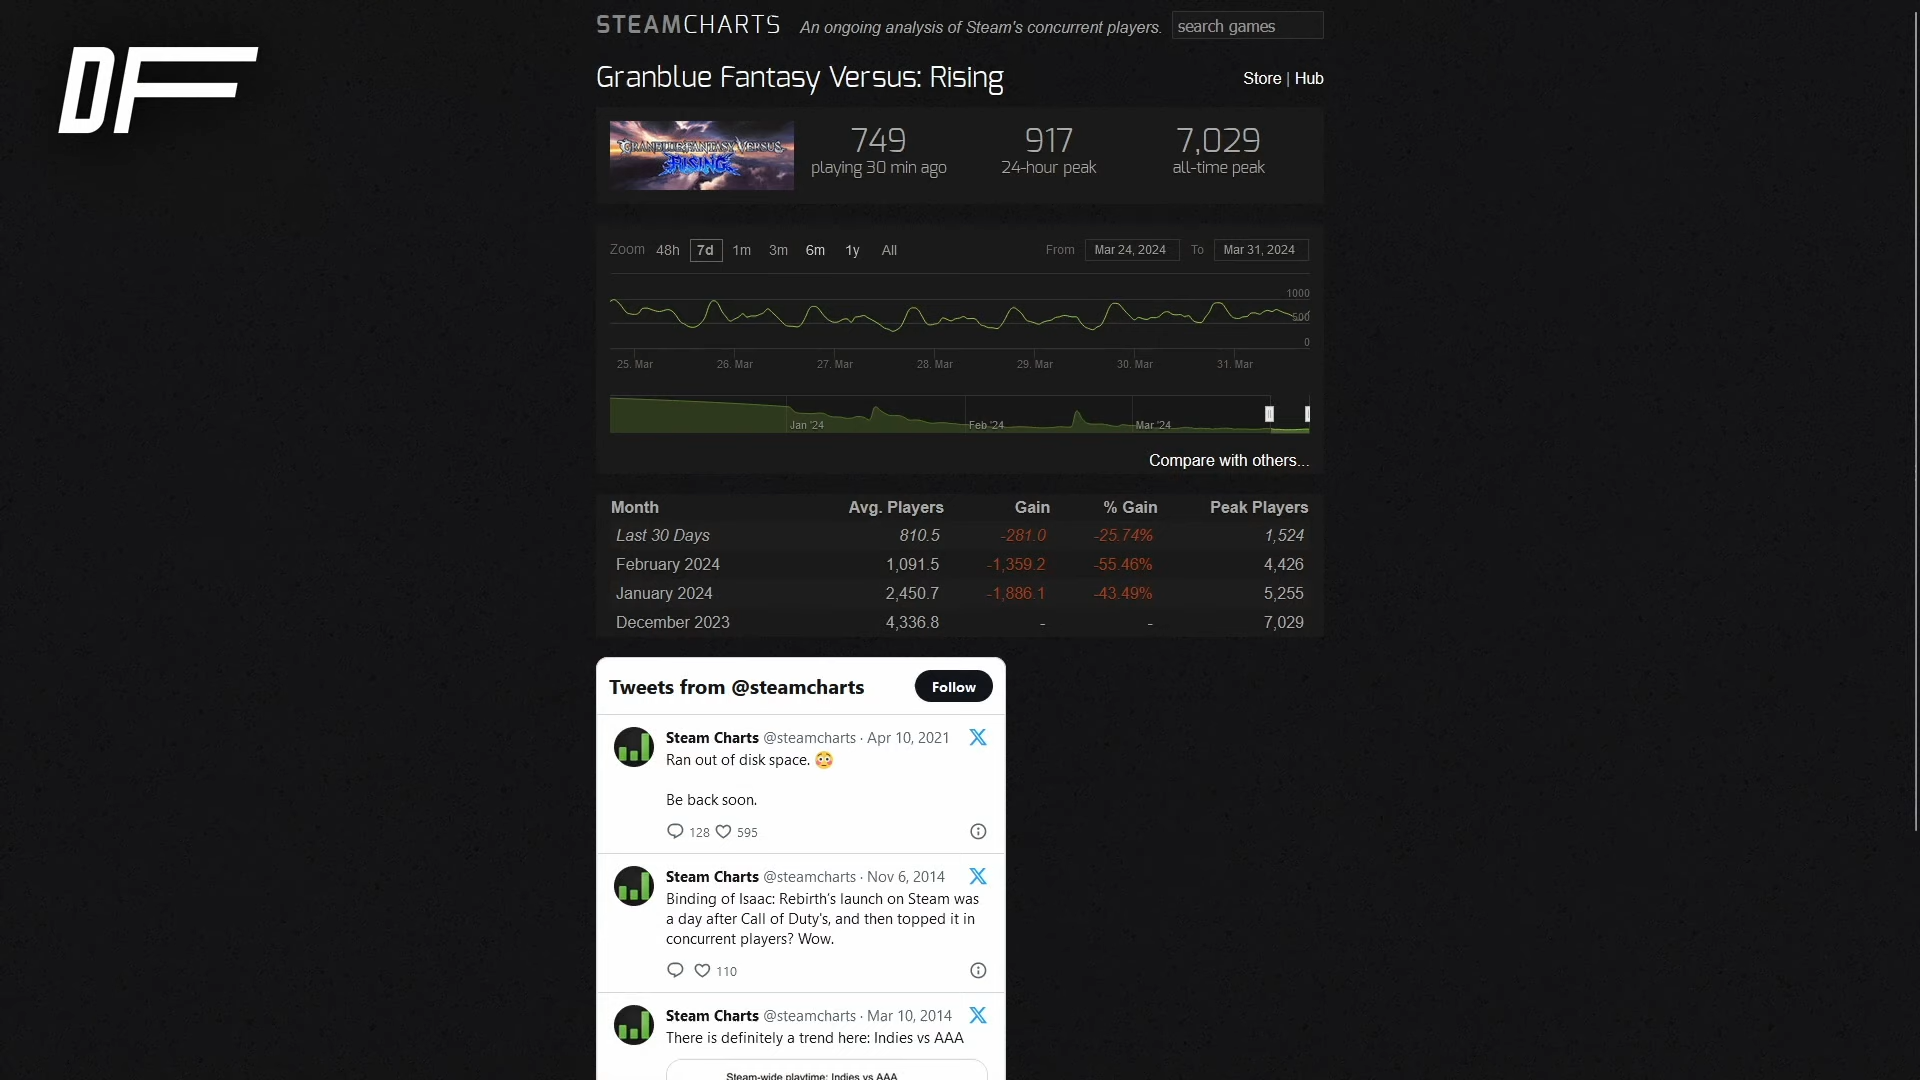 DF
STEAMCHARTS An ongoing analysis of Steam's concurrent players. search games
Granblue Fantasy Versus: Rising Store | Hub
GRANBLUE FANTASY VERSUS
RISING
749 917 7,029
playing 30 min ago 24-hour peak all-time peak
Zoom 48h 7d 1m 3m 6m 1y All From Mar 24, 2024 To Mar 31, 2024
1000
500
0
25. Mar 26. Mar 27. Mar 28. Mar 29. Mar 30. Mar 31. Mar
Jan '24 Feb '24 Mar '24
Compare with others...
Month Avg. Players Gain % Gain Peak Players
Last 30 Days 810.5 -281.0 -25.74% 1,524
February 2024 1,091.5 -1,359.2 -55.46% 4,426
January 2024 2,450.7 -1,886.1 -43.49% 5,255
December 2023 4,336.8 - - 7,029
Tweets from @steamcharts Follow
Steam Charts @steamcharts · Apr 10, 2021
Ran out of disk space. 😳
Be back soon.
128 595
Steam Charts @steamcharts · Nov 6, 2014
Binding of Isaac: Rebirth's launch on Steam was
a day after Call of Duty's, and then topped it in
concurrent players? Wow.
110
Steam Charts @steamcharts · Mar 10, 2014
There is definitely a trend here: Indies vs AAA
Steam-wide playtime: Indies vs AAA